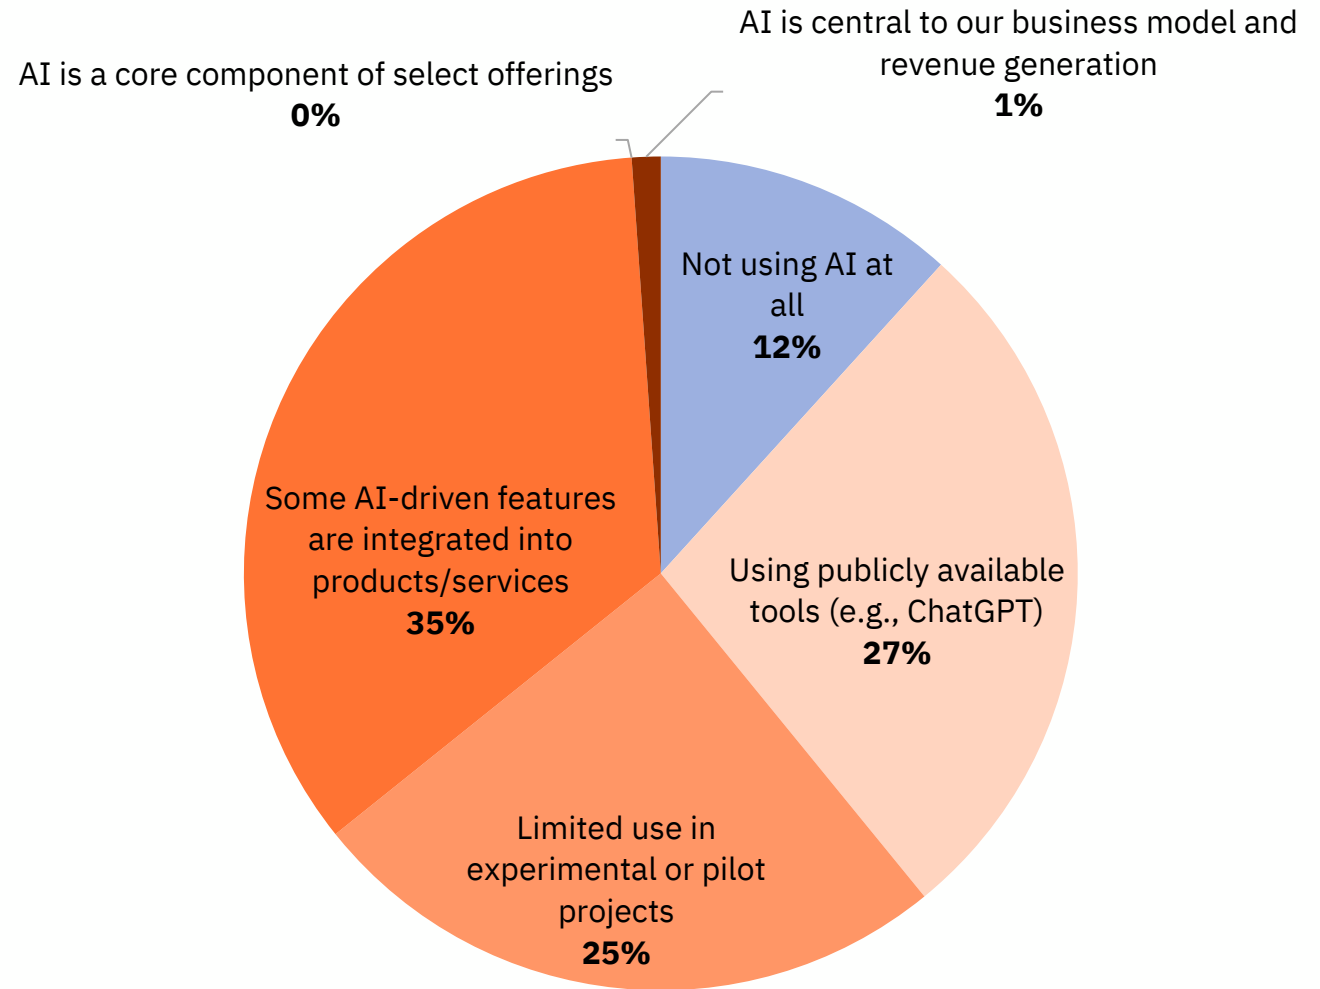 AI is central to our business model and
revenue generation
1%
AI is a core component of select offerings
0%
Not using AI at
all
12%
Some AI-driven features
are integrated into
products/services
35%
Using publicly available
tools (e.g., ChatGPT)
27%
Limited use in
experimental or pilot
projects
25%